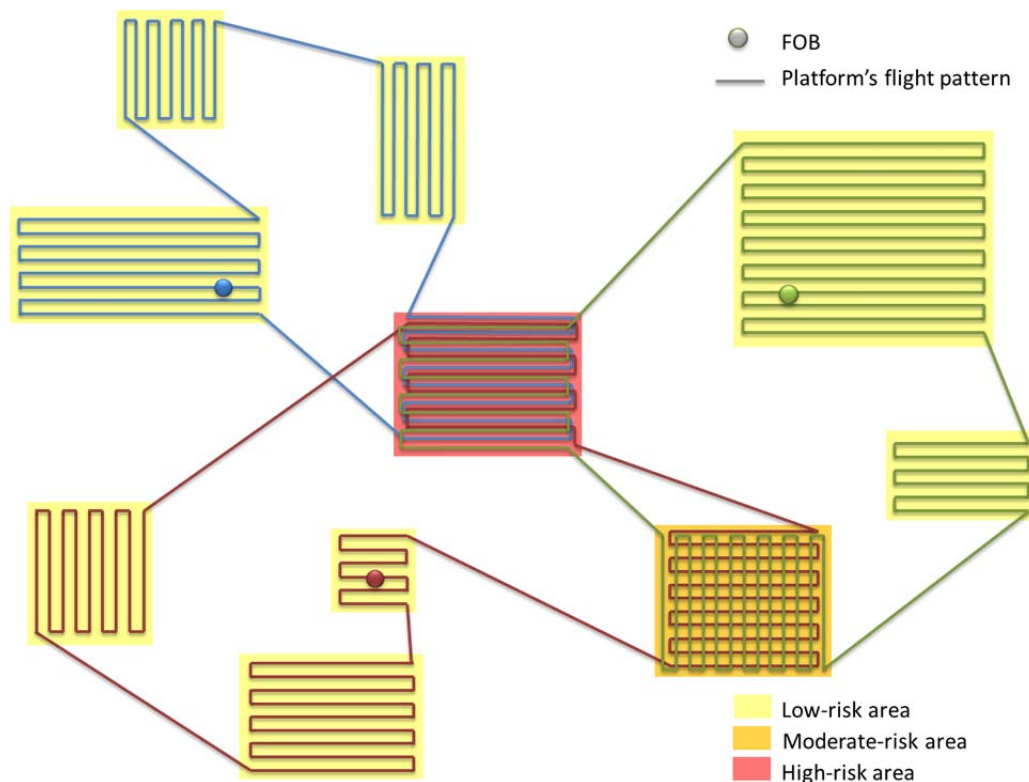 FOB
Platform's flight pattern
Low-risk area
Moderate-risk area
High-risk area